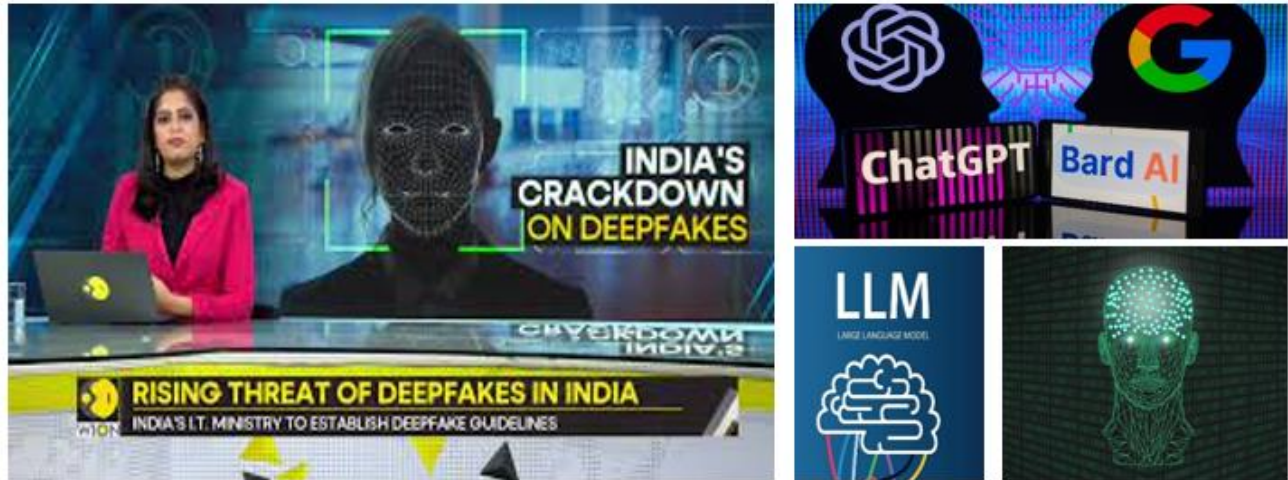 INDIA'S
CRACKDOWN
ON DEEPFAKES
RISING THREAT OF DEEPFAKES IN INDIA
INDIA'S I.T. MINISTRY TO ESTABLISH DEEPFAKE GUIDELINES
WION
ChatGPT
Bard AI
LLM
LARGE LANGUAGE MODEL